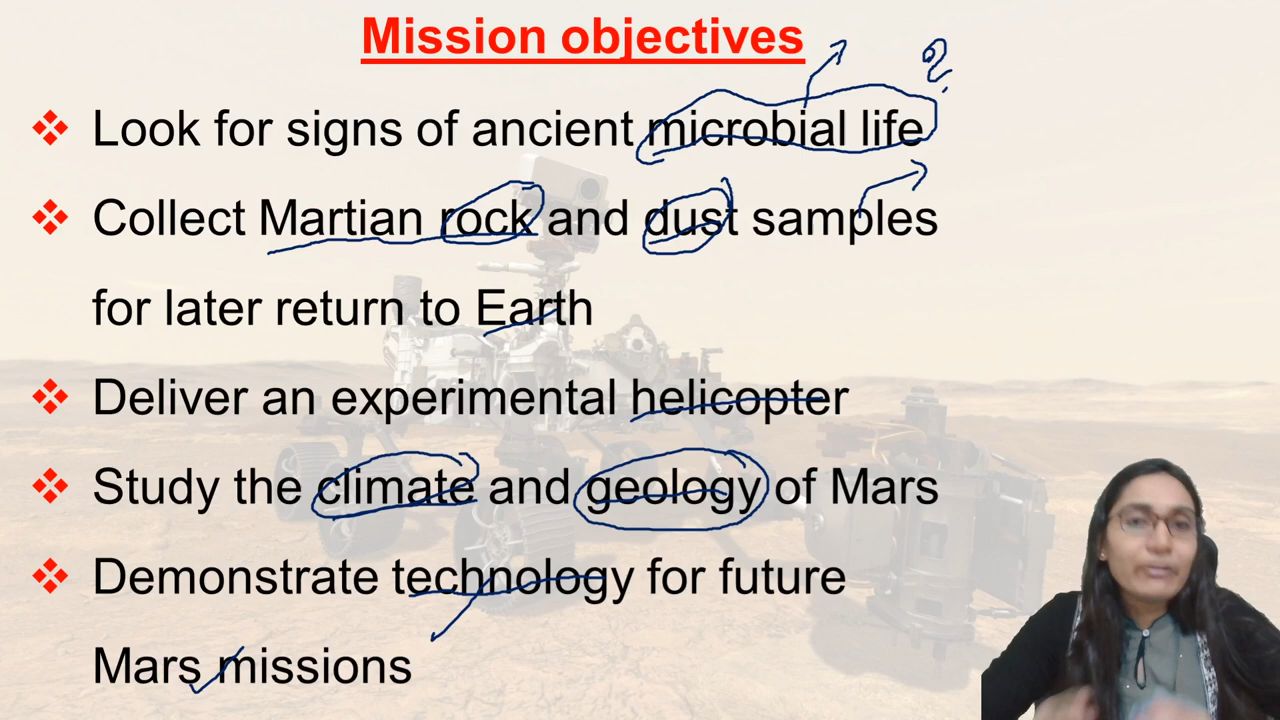 Mission objectives
❖ Look for signs of ancient microbial life ?
❖ Collect Martian rock and dust samples
for later return to Earth
❖ Deliver an experimental helicopter
❖ Study the climate and geology of Mars
❖ Demonstrate technology for future
Mars missions